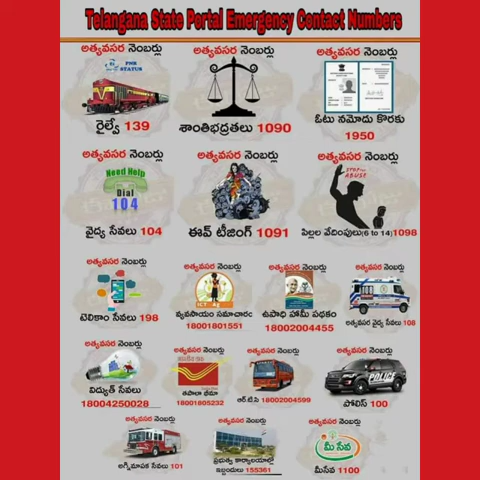 Telangana State Portal Emergency Contact Numbers
అత్యవసర నెంబర్లు
PNR STATUS
రైల్వే 139
అత్యవసర నెంబర్లు
శాంతిభద్రతలు 1090
అత్యవసర నెంబర్లు
ఓటు నమోదు కొరకు
1950
అత్యవసర నెంబర్లు
Need Help
Dial
104
వైద్య సేవలు 104
అత్యవసర నెంబర్లు
ఈవ్ టీజింగ్ 1091
అత్యవసర నెంబర్లు
STOP
ABUSE
పిల్లల వేదింపులు(6 to 14)1098
అత్యవసర నెంబర్లు
టెలికాం సేవలు 198
అత్యవసర నెంబర్లు
ICT
వ్యవసాయం సమాచారం
18001801551
అత్యవసర నెంబర్లు
ఉపాధి హామీ పథకం
18002004455
అత్యవసర నెంబర్లు
అత్యవసర వైద్య సేవలు 108
అత్యవసర నెంబర్లు
విద్యుత్ సేవలు
18004250028
అత్యవసర నెంబర్లు
తపాలా భీమా
18001805232
అత్యవసర నెంబర్లు
ఆర్.టి.సి 18002004599
అత్యవసర నెంబర్లు
POLICE
పోలీస్ 100
అత్యవసర నెంబర్లు
అగ్నిమాపక సేవలు 101
అత్యవసర నెంబర్లు
ప్రభుత్వ కార్యాలయాల్లో
ఇబ్బందులు 155361
అత్యవసర నెంబర్లు
మీ సేవ
మీసేవ 1100